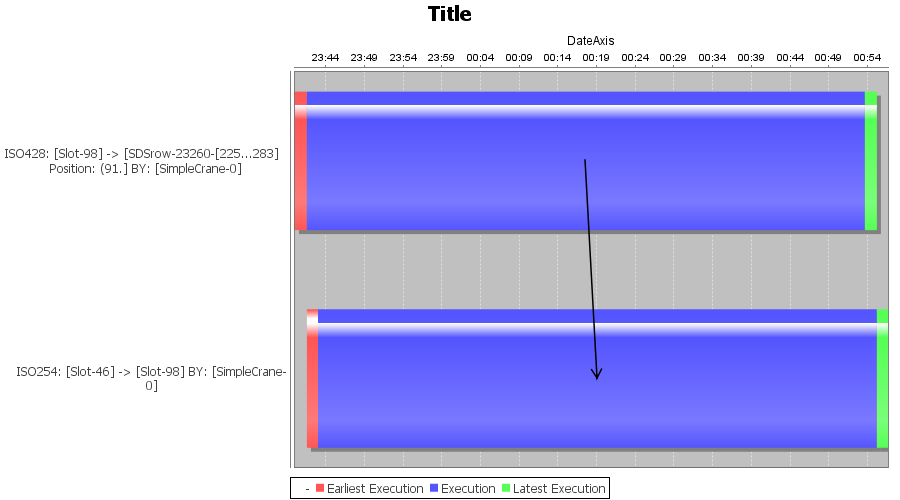 Title
DateAxis
23:44 23:49 23:54 23:59 00:04 00:09 00:14 00:19 00:24 00:29 00:34 00:39 00:44 00:49 00:54
ISO428: [Slot-98] -> [SDSrow-23260-[225...283]
Position: (91.] BY: [SimpleCrane-0]
ISO254: [Slot-46] -> [Slot-98] BY: [SimpleCrane-
0]
- Earliest Execution Execution Latest Execution